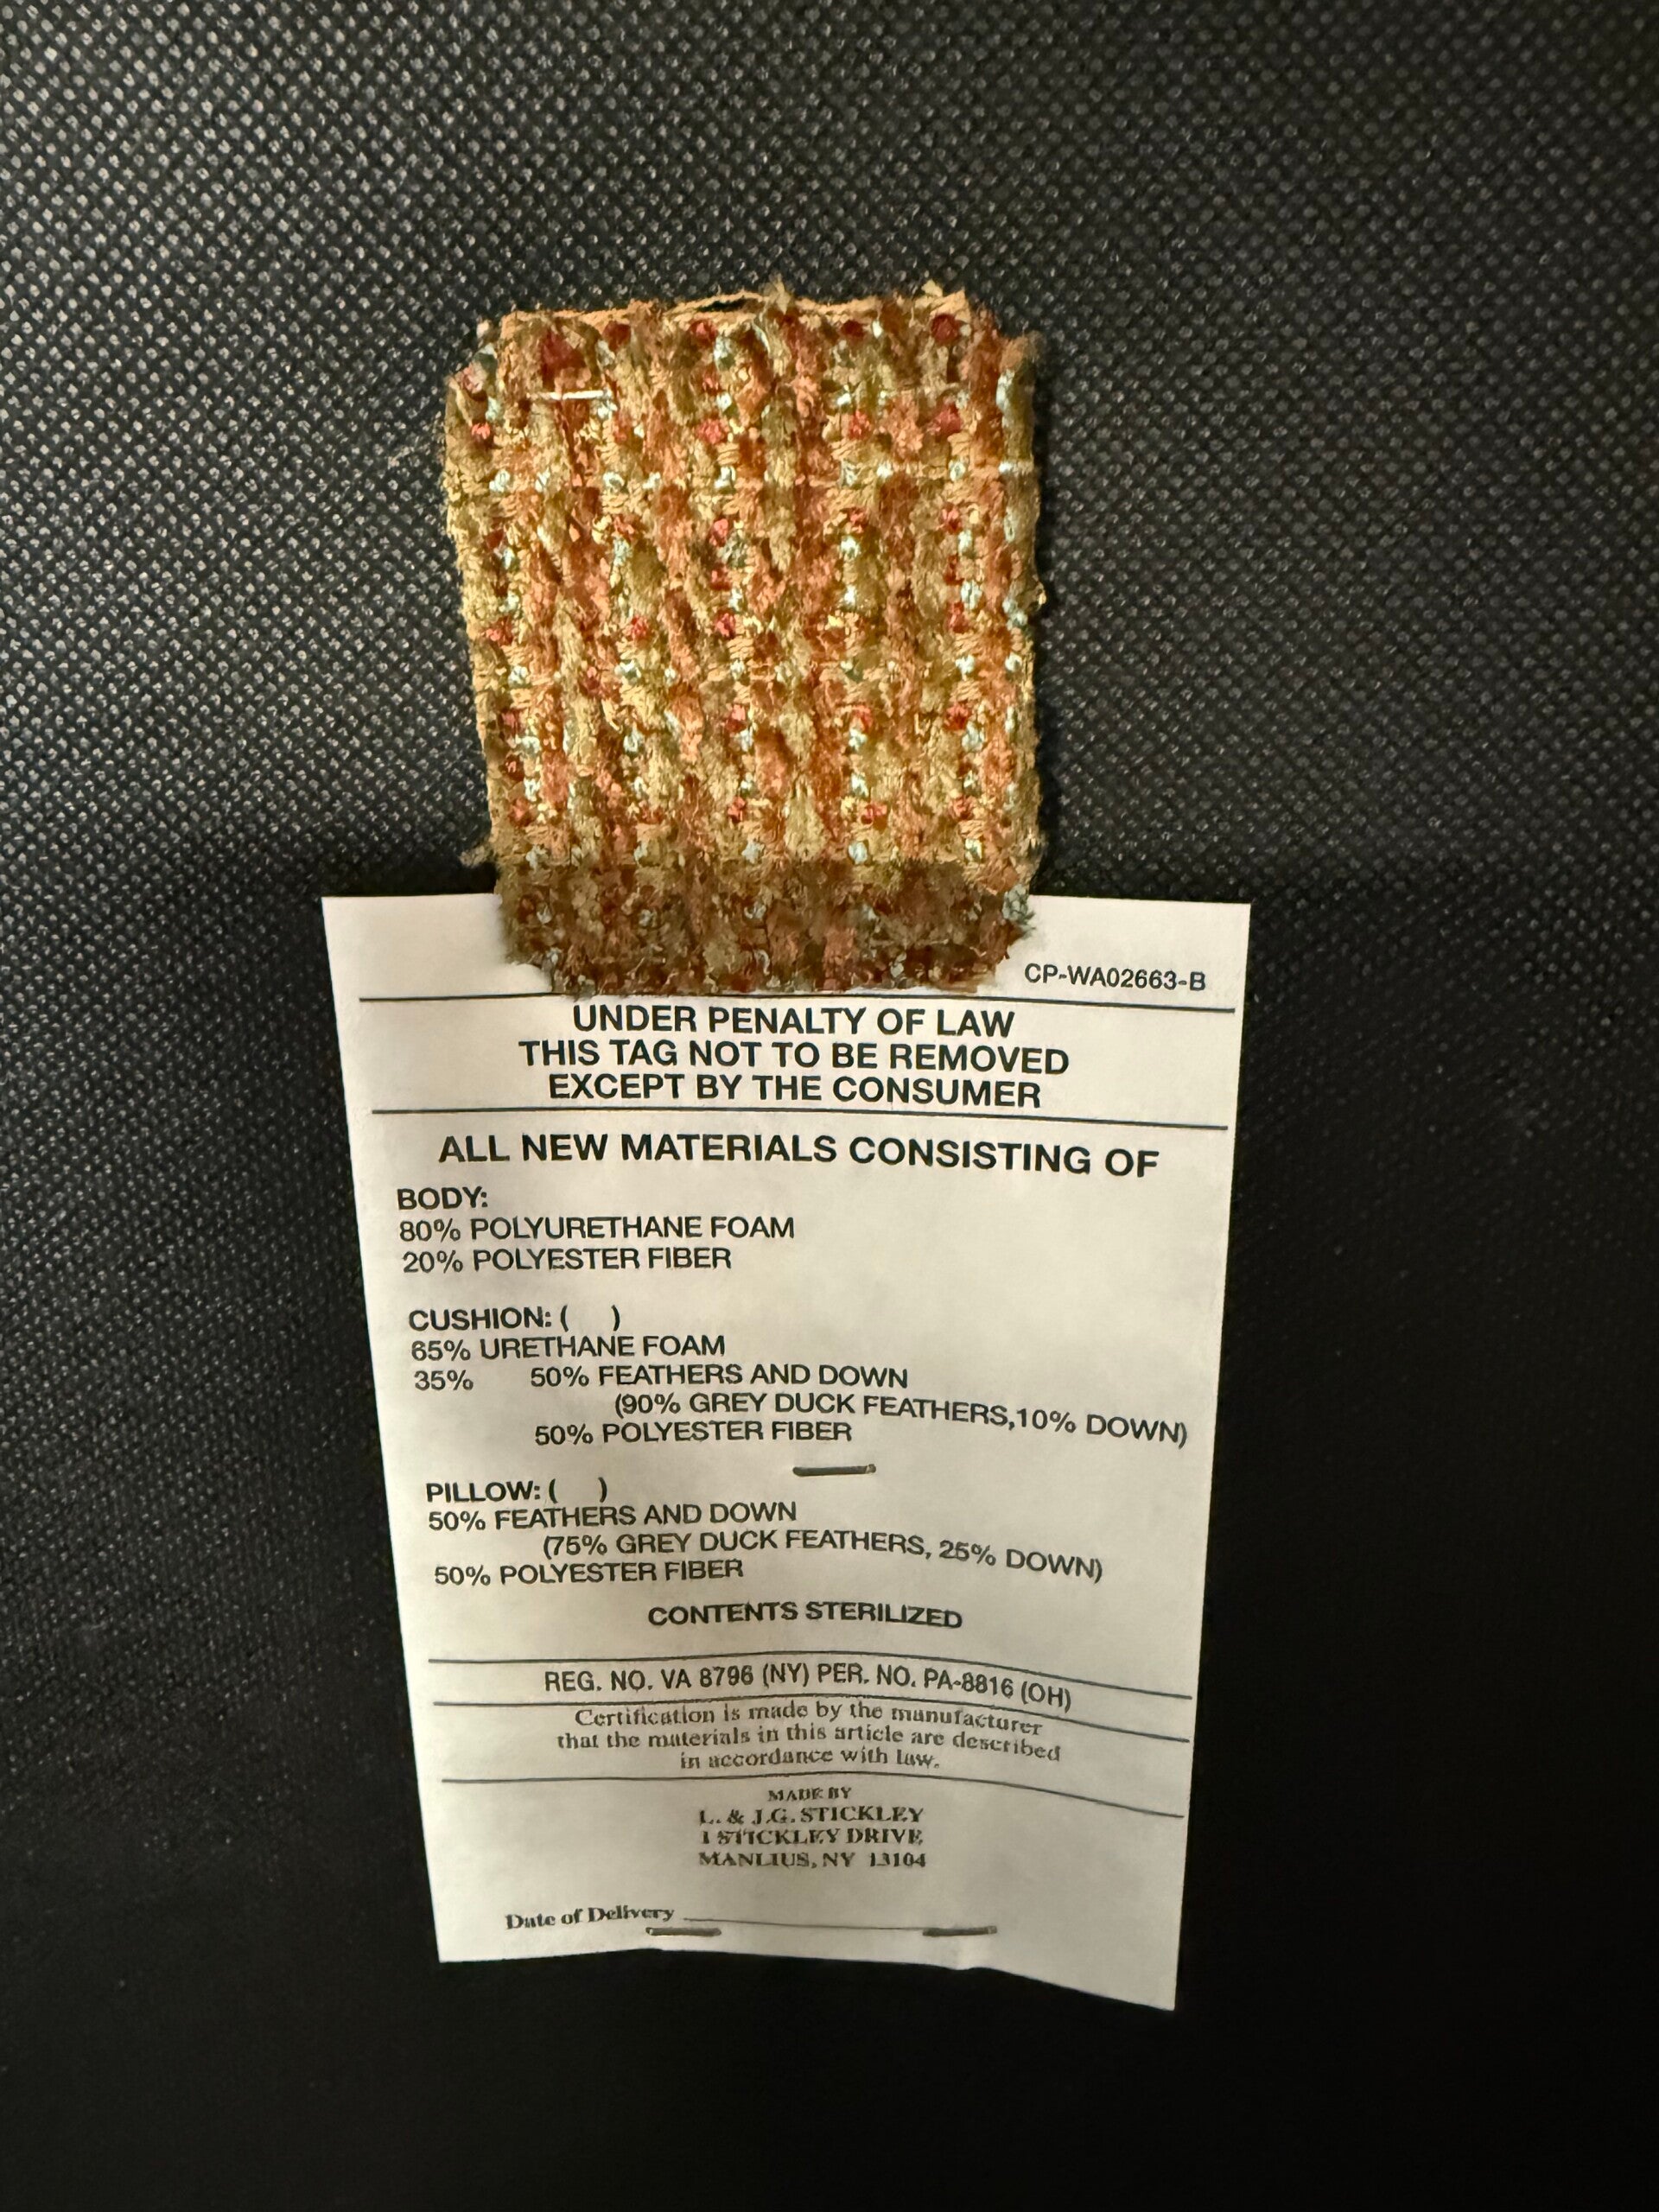 CP-WA02663-B
UNDER PENALTY OF LAW
THIS TAG NOT TO BE REMOVED
EXCEPT BY THE CONSUMER
ALL NEW MATERIALS CONSISTING OF
BODY:
80% POLYURETHANE FOAM
20% POLYESTER FIBER
CUSHION: ( )
65% URETHANE FOAM
35% 50% FEATHERS AND DOWN
(90% GREY DUCK FEATHERS,10% DOWN)
50% POLYESTER FIBER
PILLOW: ( )
50% FEATHERS AND DOWN
(75% GREY DUCK FEATHERS, 25% DOWN)
50% POLYESTER FIBER
CONTENTS STERILIZED
REG. NO. VA 8796 (NY) PER. NO. PA-8816 (OH)
Certification is made by the manufacturer
that the materials in this article are described
in accordance with law.
MADE BY
L. & J.G. STICKLEY
1 STICKLEY DRIVE
MANLIUS, NY 13104
Date of Delivery